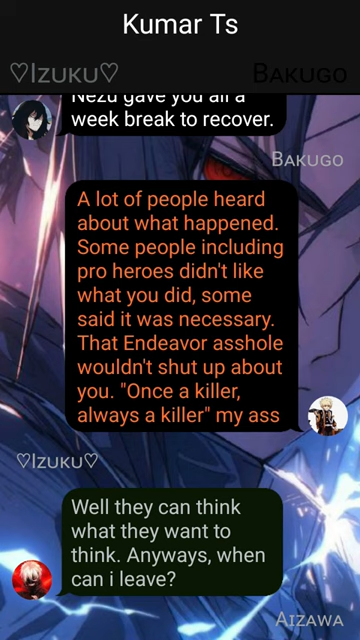 Kumar Ts
♡Izuku♡
Bakugo
Nezu gave you all a
week break to recover.
Bakugo
A lot of people heard
about what happened.
Some people including
pro heroes didn't like
what you did, some
said it was necessary.
That Endeavor asshole
wouldn't shut up about
you. "Once a killer,
always a killer" my ass
♡Izuku♡
Well they can think
what they want to
think. Anyways, when
can i leave?
Aizawa